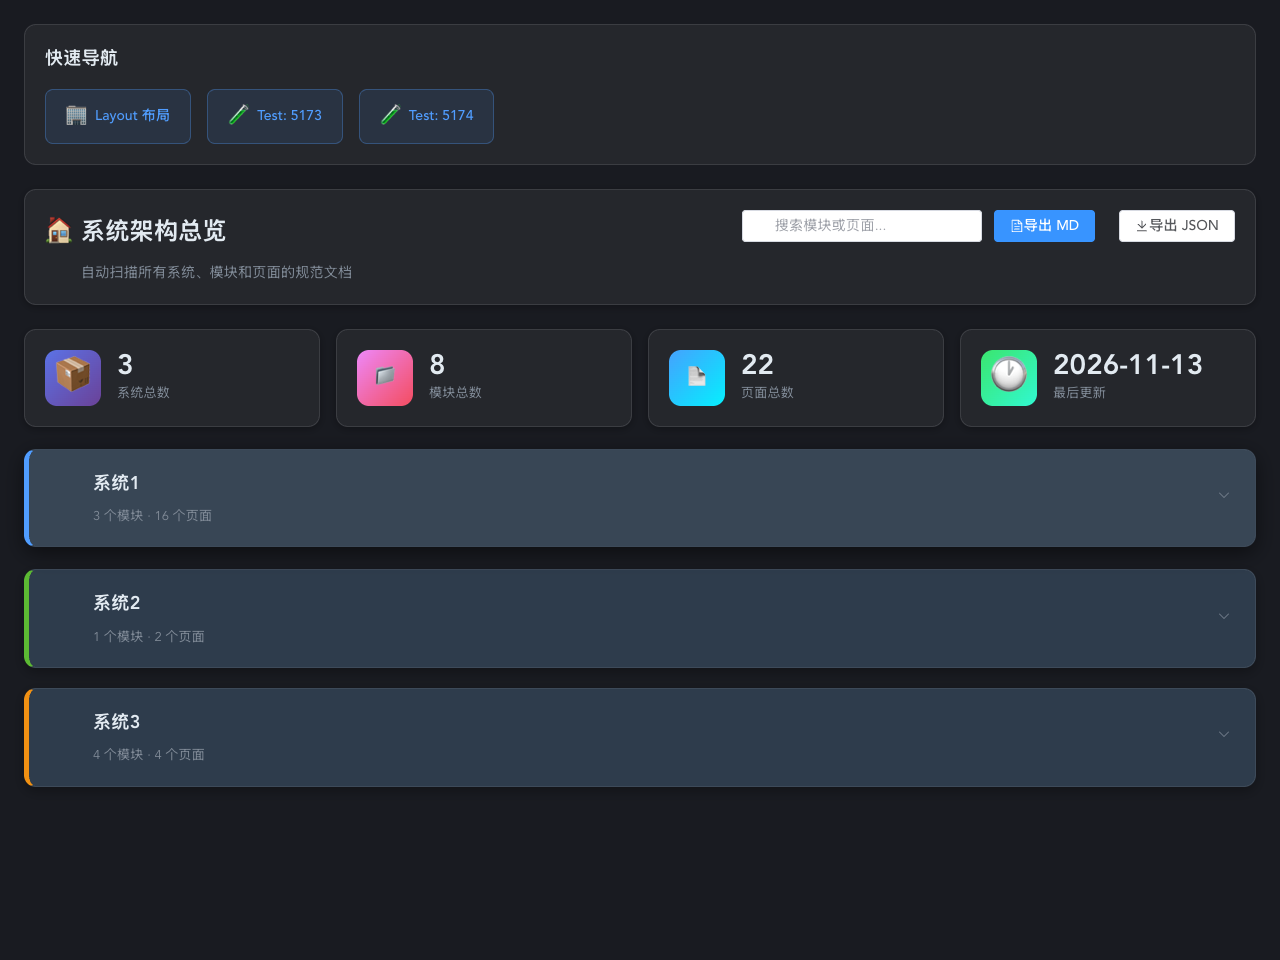 快速导航
Layout 布局
Test: 5173
Test: 5174
系统架构总览
搜索模块或页面...
导出 MD
导出 JSON
自动扫描所有系统、模块和页面的规范文档
3
系统总数
8
模块总数
22
页面总数
2026-11-13
最后更新
系统1
3 个模块 · 16 个页面
系统2
1 个模块 · 2 个页面
系统3
4 个模块 · 4 个页面